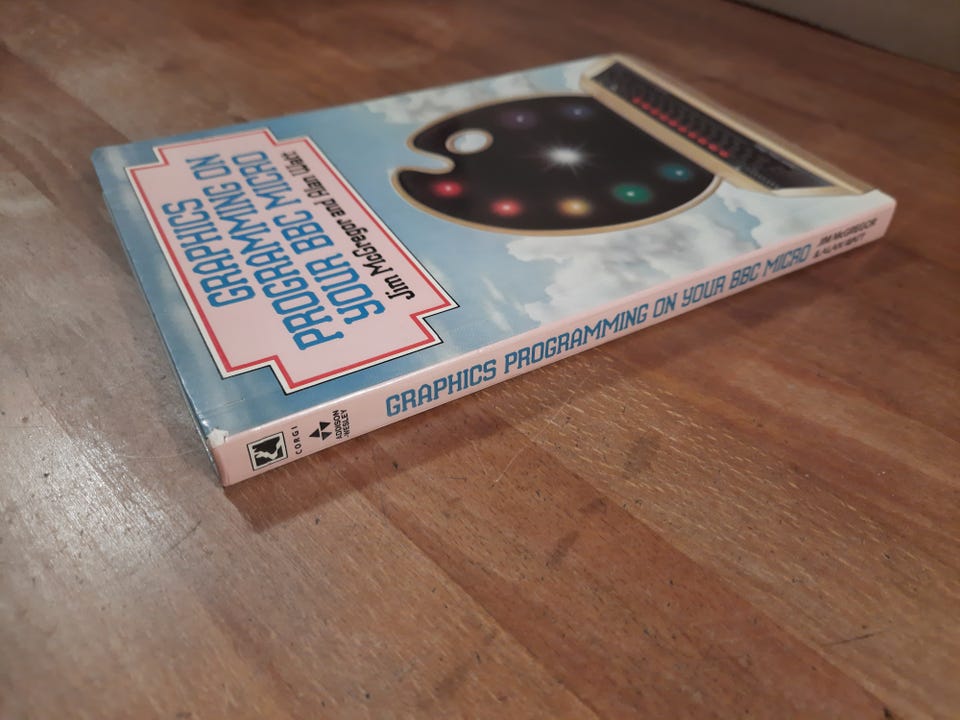 GRAPHICS
PROGRAMMING ON
YOUR BBC MICRO
Jim McGregor and Alan Watt
GRAPHICS PROGRAMMING ON YOUR BBC MICRO
JIM McGREGOR
& ALAN WATT
CORGI
ADDISON
-WESLEY